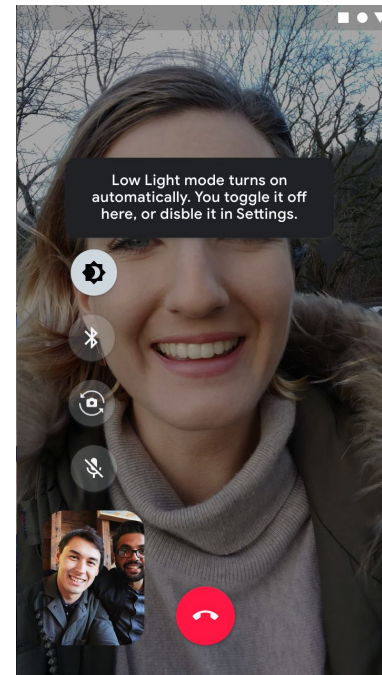 Low Light mode turns on
automatically. You toggle it off
here, or disble it in Settings.